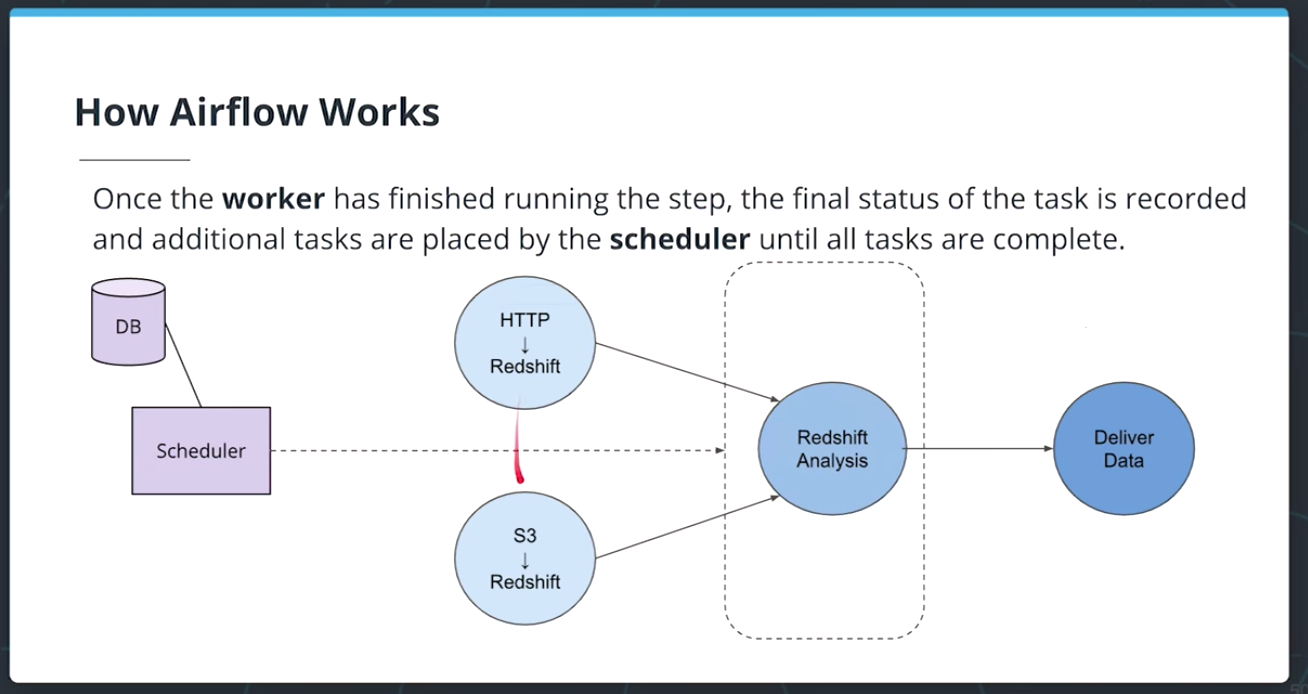 How Airflow Works
Once the worker has finished running the step, the final status of the task is recorded
and additional tasks are placed by the scheduler until all tasks are complete.
DB
Scheduler
HTTP
↓
Redshift
S3
↓
Redshift
Redshift
Analysis
Deliver
Data